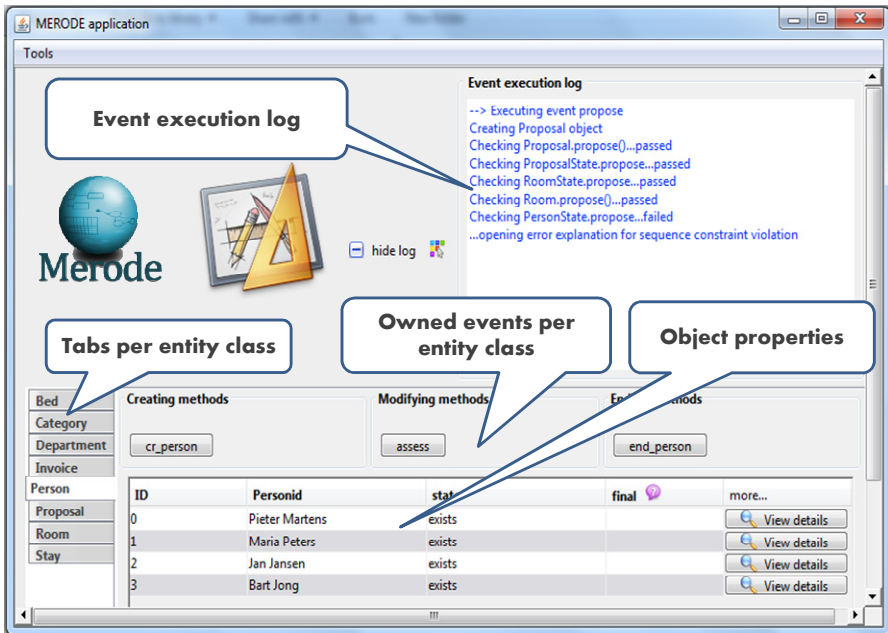 MERODE application
Tools
Event execution log
Event execution log
--> Executing event propose
Creating Proposal object
Checking Proposal.propose()...passed
Checking ProposalState.propose...passed
Checking RoomState.propose...passed
Checking Room.propose()...passed
Checking PersonState.propose...failed
...opening error explanation for sequence constraint violation
Merode
hide log
Tabs per entity class
Owned events per
entity class
Object properties
Bed
Category
Department
Invoice
Person
Proposal
Room
Stay
Creating methods
Modifying methods
cr_person
assess
end_person
ID Personid final more...
0 Pieter Martens exists View details
1 Maria Peters exists View details
2 Jan Jansen exists View details
3 Bart Jong exists View details